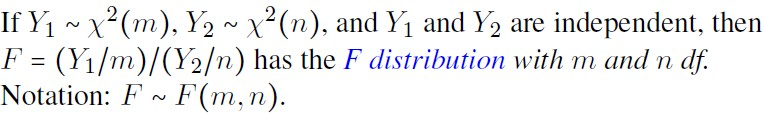 If Y₁ ~ χ²(m), Y₂ ~ χ²(n), and Y₁ and Y₂ are independent, then
F = (Y₁/m)/(Y₂/n) has the F distribution with m and n df.
Notation: F ~ F(m, n).